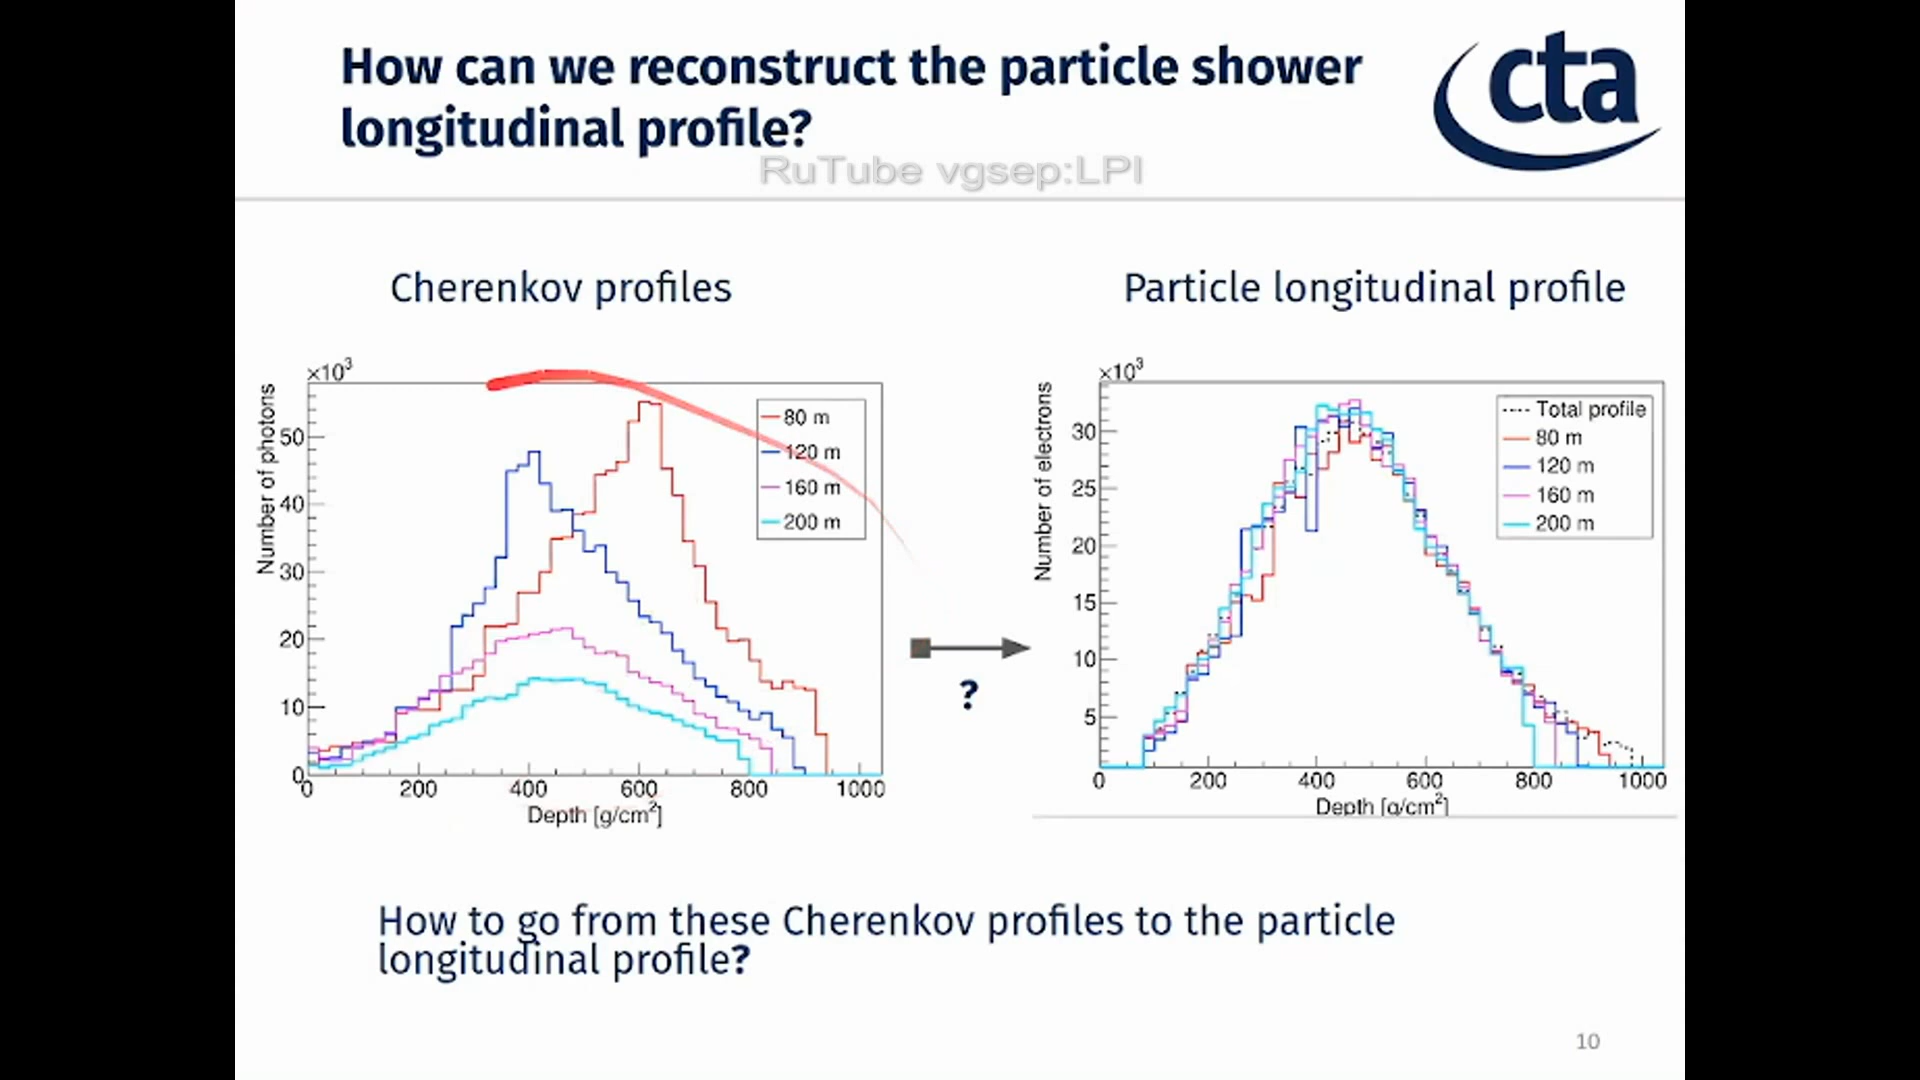 How can we reconstruct the particle shower
longitudinal profile?
cta
RuTube vgsep:LPI
Cherenkov profiles
Particle longitudinal profile
×10³
Number of photons
50
40
30
20
10
0
0 200 400 600 800 1000
Depth [g/cm²]
80 m
120 m
160 m
200 m
?
×10³
Number of electrons
30
25
20
15
10
5
0 200 400 600 800 1000
Depth [g/cm²]
Total profile
80 m
120 m
160 m
200 m
How to go from these Cherenkov profiles to the particle
longitudinal profile?
10